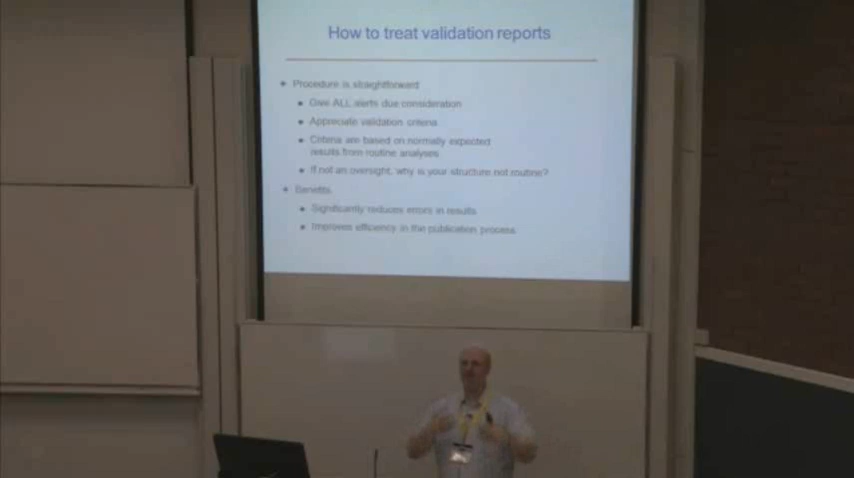 How to treat validation reports
Procedure is straightforward
Give ALL alerts due consideration
Appreciate validation criteria
Criteria are based on normally expected
results from routine analyses
If not an oversight, why is your structure not routine?
Benefits
Significantly reduces errors in results
Improves efficiency in the publication process